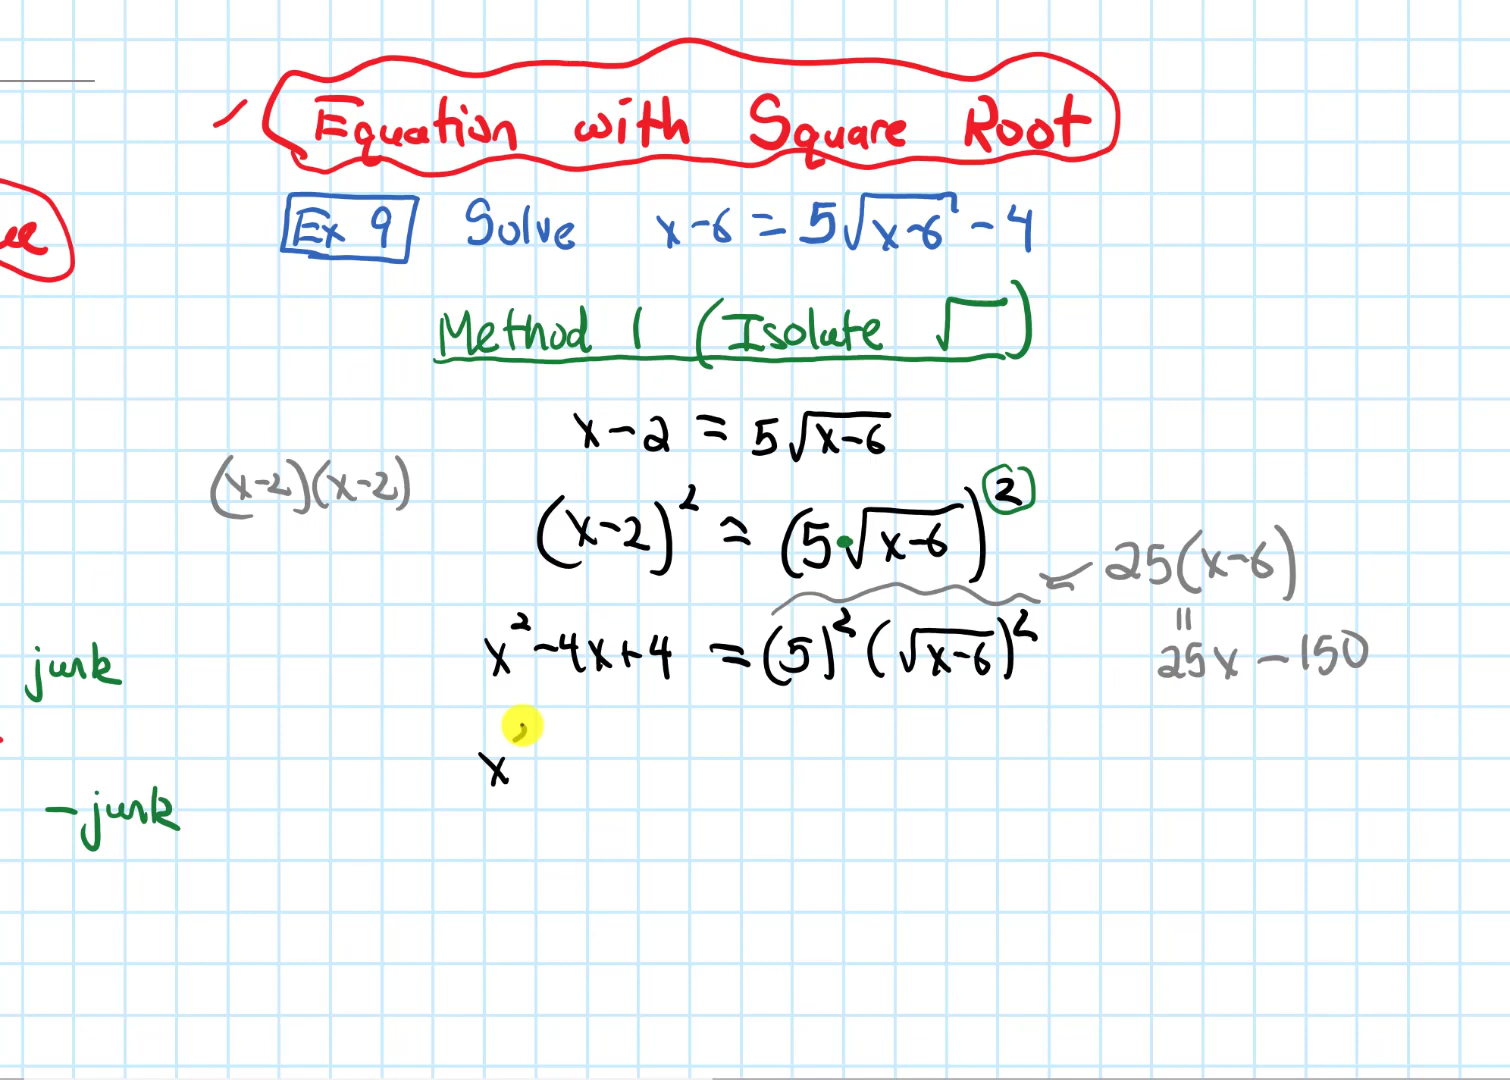 Equation with Square Root
Ex 9 Solve x-6 = 5√(x-6) - 4
Method 1 (Isolate √ )
x-2 = 5√(x-6)
(x-2)(x-2)
(x-2)² = (5·√(x-6))²
25(x-6)
=
25x - 150
x² - 4x + 4 = (5)² (√(x-6))²
junk
x
-junk